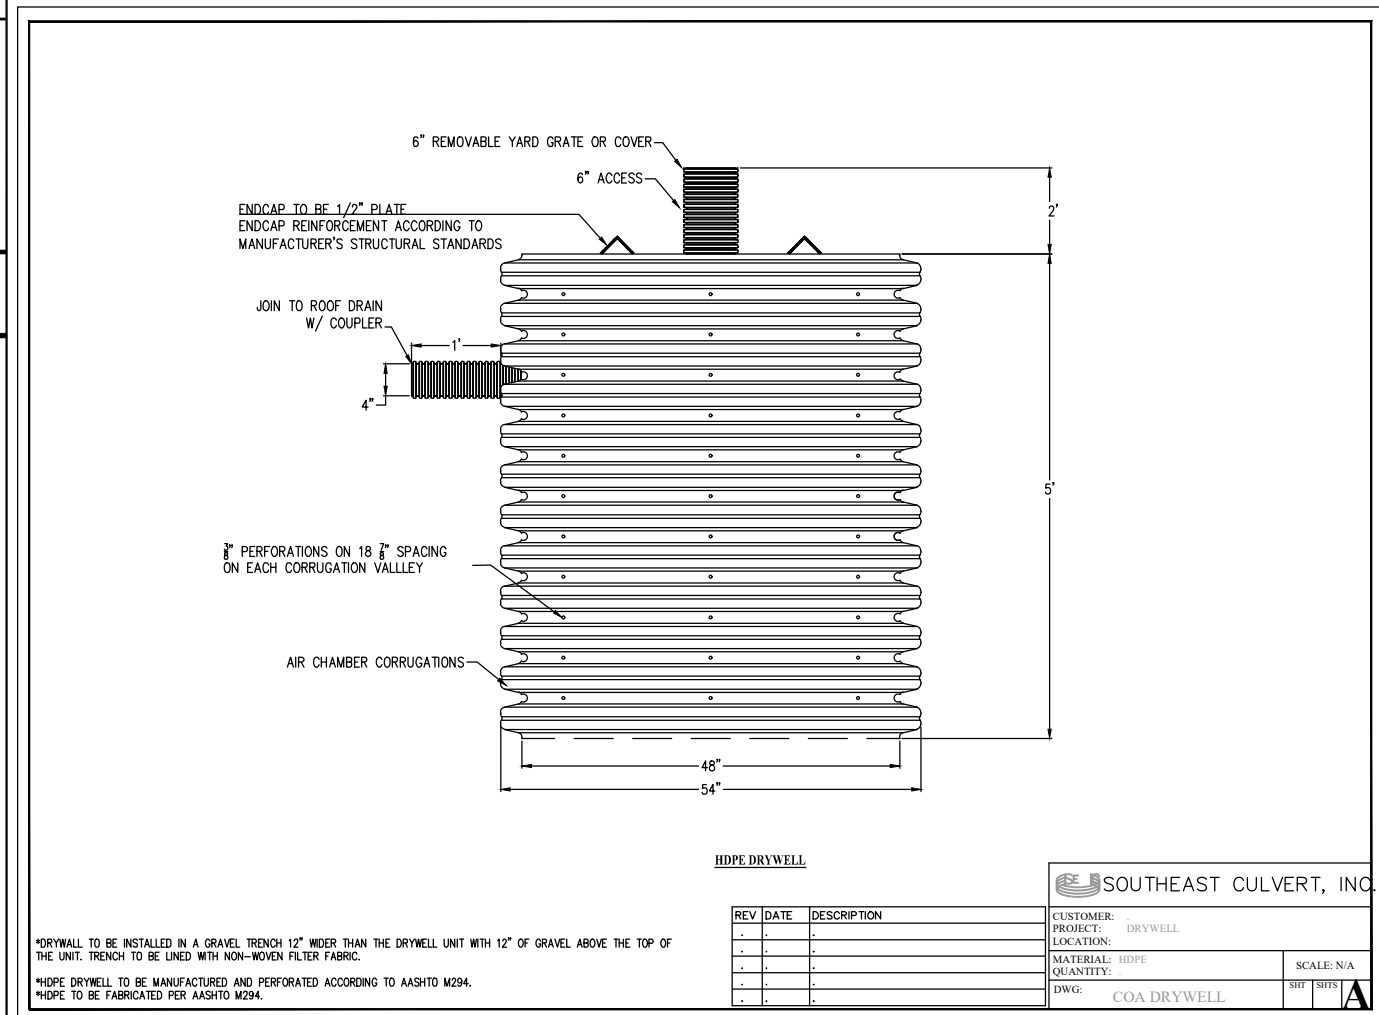 6" REMOVABLE YARD GRATE OR COVER
6" ACCESS
2'
ENDCAP TO BE 1/2" PLATE
ENDCAP REINFORCEMENT ACCORDING TO
MANUFACTURER'S STRUCTURAL STANDARDS
JOIN TO ROOF DRAIN
W/ COUPLER
1'
4"
5'
3/8" PERFORATIONS ON 18 7/8" SPACING
ON EACH CORRUGATION VALLLEY
AIR CHAMBER CORRUGATIONS
48"
54"
HDPE DRYWELL
SOUTHEAST CULVERT, INC.
REV DATE DESCRIPTION
CUSTOMER: .
PROJECT: DRYWELL
LOCATION:
MATERIAL: HDPE
QUANTITY: .
SCALE: N/A
DWG: COA DRYWELL
SHT SHTS A
*DRYWALL TO BE INSTALLED IN A GRAVEL TRENCH 12" WIDER THAN THE DRYWELL UNIT WITH 12" OF GRAVEL ABOVE THE TOP OF
THE UNIT. TRENCH TO BE LINED WITH NON-WOVEN FILTER FABRIC.
*HDPE DRYWELL TO BE MANUFACTURED AND PERFORATED ACCORDING TO AASHTO M294.
*HDPE TO BE FABRICATED PER AASHTO M294.